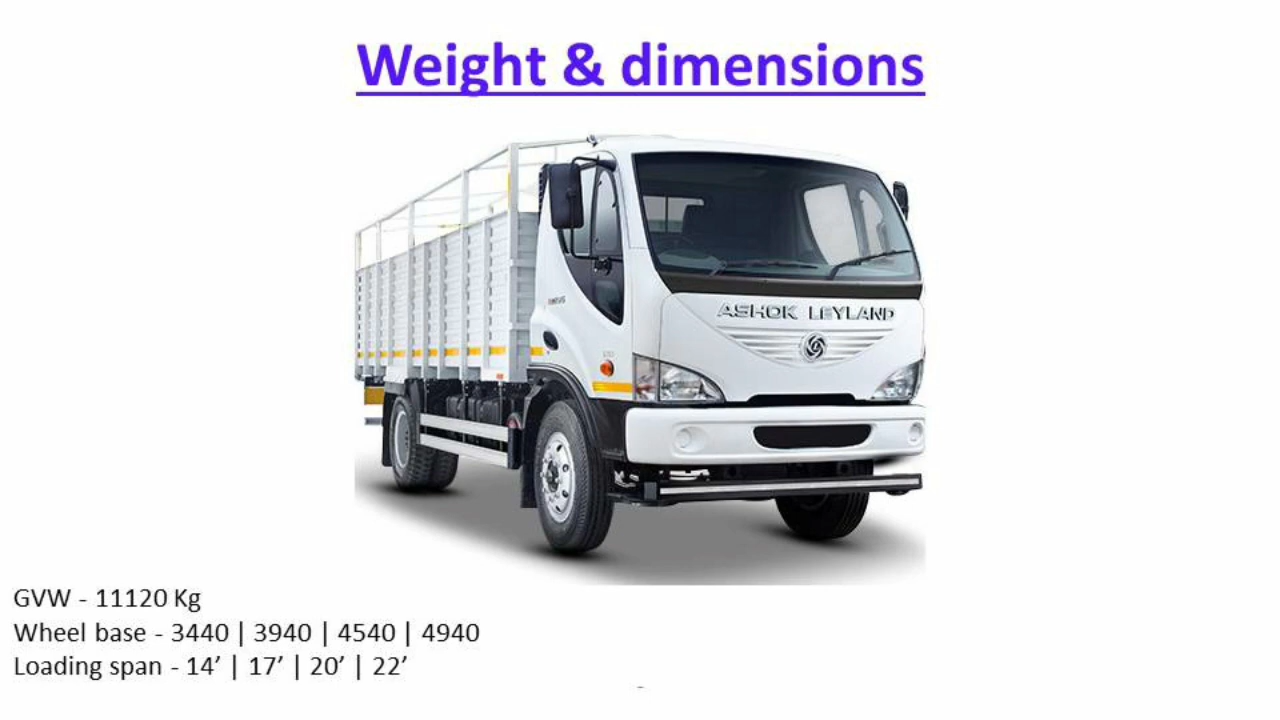 Weight & dimensions
ASHOK LEYLAND
GVW - 11120 Kg
Wheel base - 3440 | 3940 | 4540 | 4940
Loading span - 14’ | 17’ | 20’ | 22’
-